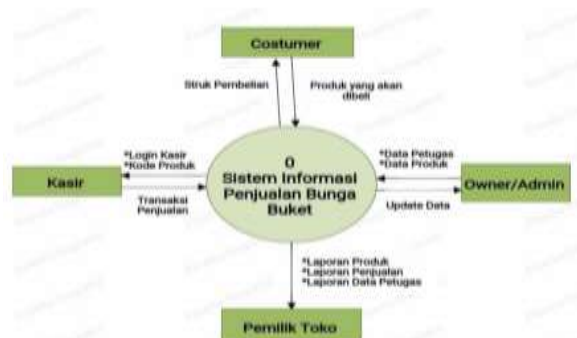 Costumer
Struk Pembelian
Produk yang akan
dibeli
*Login Kasir
*Kode Produk
Kasir
Transaksi
Penjualan
0
Sistem Informasi
Penjualan Bunga
Buket
*Data Petugas
*Data Produk
Owner/Admin
Update Data
*Laporan Produk
*Laporan Penjualan
*Laporan Data Petugas
Pemilik Toko